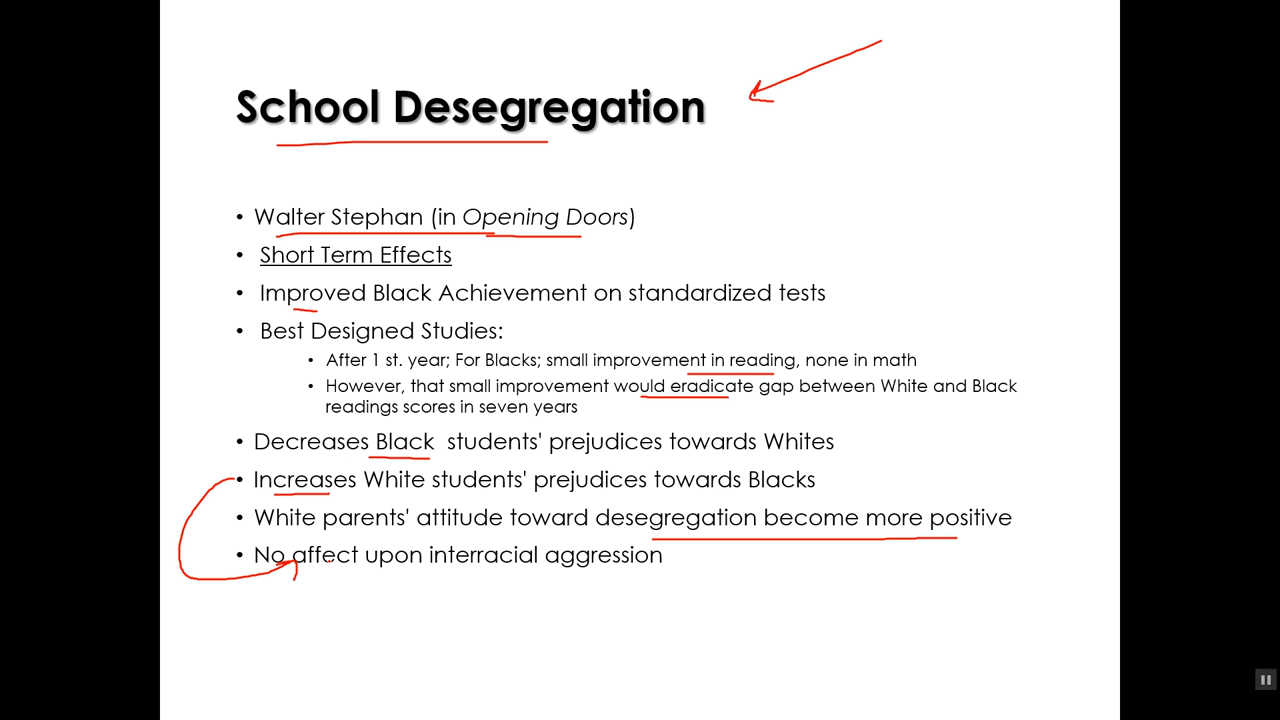 School Desegregation
• Walter Stephan (in Opening Doors)
• Short Term Effects
• Improved Black Achievement on standardized tests
• Best Designed Studies:
• After 1 st. year; For Blacks; small improvement in reading, none in math
• However, that small improvement would eradicate gap between White and Black
readings scores in seven years
• Decreases Black students' prejudices towards Whites
• Increases White students' prejudices towards Blacks
• White parents' attitude toward desegregation become more positive
• No affect upon interracial aggression